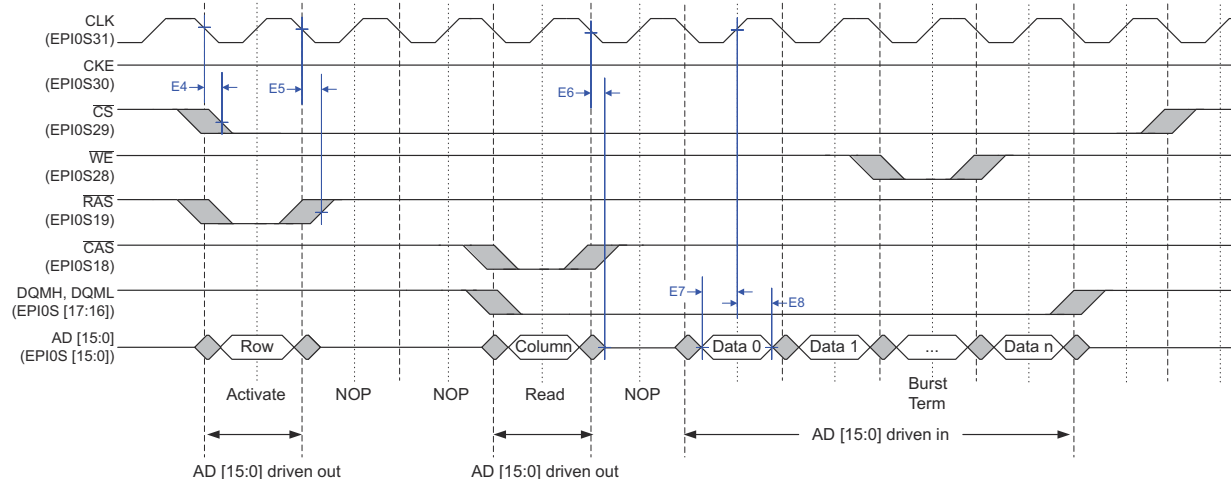 CLK
(EPI0S31)
CKE
(EPI0S30)
E4
E5
E6
CS
(EPI0S29)
WE
(EPI0S28)
RAS
(EPI0S19)
CAS
(EPI0S18)
DQMH, DQML
(EPI0S [17:16])
E7
E8
AD [15:0]
(EPI0S [15:0])
Row
Column
Data 0
Data 1
...
Data n
Activate
NOP
NOP
Read
NOP
Burst
Term
AD [15:0] driven in
AD [15:0] driven out
AD [15:0] driven out